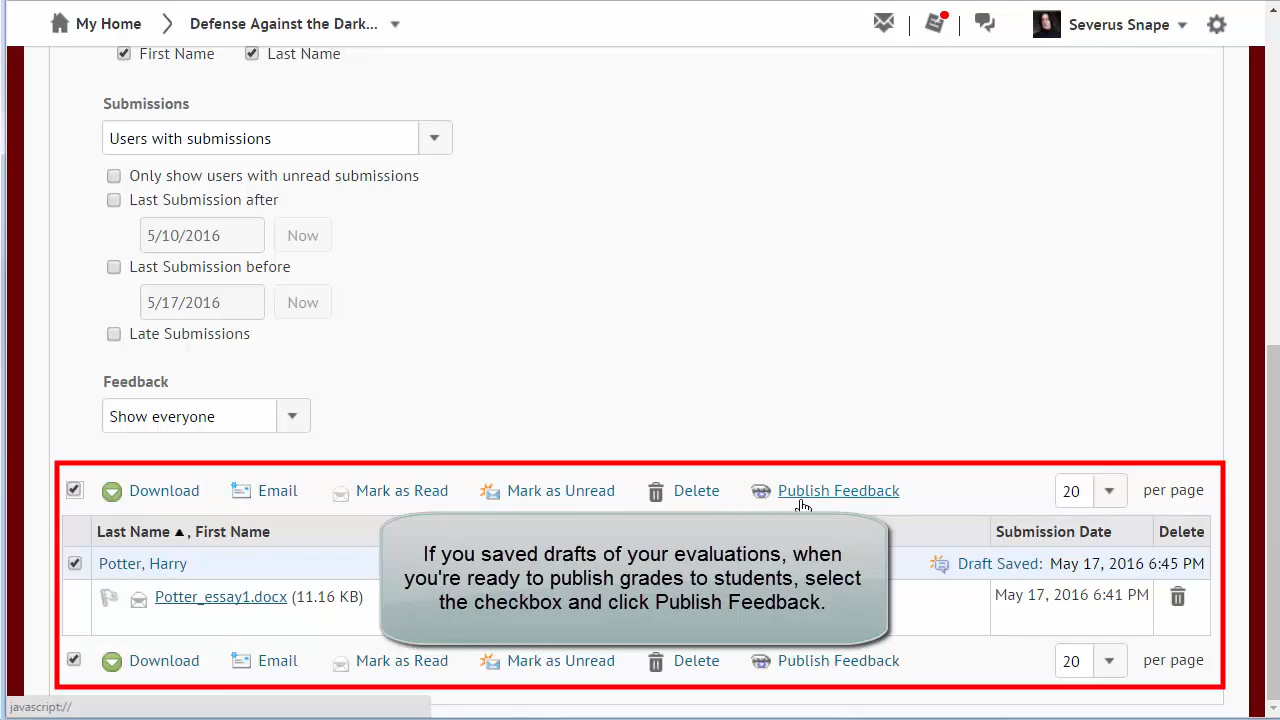 My Home Defense Against the Dark... Severus Snape
First Name Last Name
Submissions
Users with submissions
Only show users with unread submissions
Last Submission after
5/10/2016 Now
Last Submission before
5/17/2016 Now
Late Submissions
Feedback
Show everyone
Download Email Mark as Read Mark as Unread Delete Publish Feedback 20 per page
Last Name , First Name Submission Date Delete
Potter, Harry Draft Saved: May 17, 2016 6:45 PM
Potter_essay1.docx (11.16 KB) May 17, 2016 6:41 PM
If you saved drafts of your evaluations, when
you're ready to publish grades to students, select
the checkbox and click Publish Feedback.
Download Email Mark as Read Mark as Unread Delete Publish Feedback 20 per page
javascript://